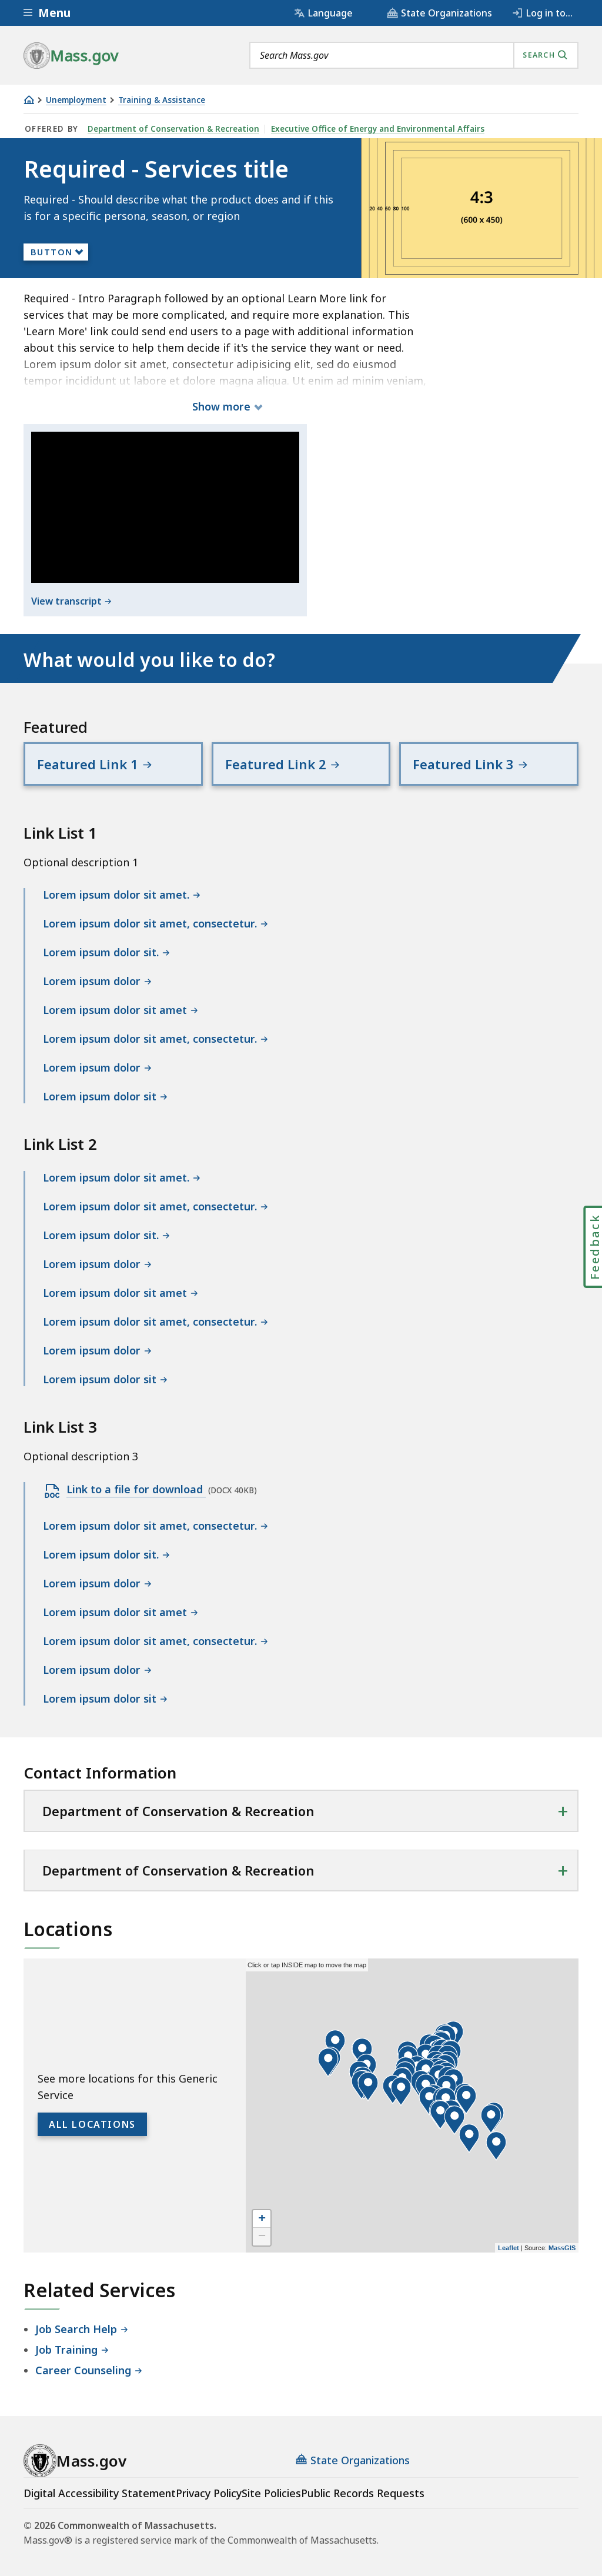 Menu Language State Organizations Log in to...
Mass.gov Search Mass.gov SEARCH
Unemployment Training & Assistance
OFFERED BY Department of Conservation & Recreation Executive Office of Energy and Environmental Affairs
Required - Services title
Required - Should describe what the product does and if this
is for a specific persona, season, or region
BUTTON
4:3
20 40 60 80 100
(600 x 450)
Required - Intro Paragraph followed by an optional Learn More link for
services that may be more complicated, and require more explanation. This
'Learn More' link could send end users to a page with additional information
about this service to help them decide if it's the service they want or need.
Lorem ipsum dolor sit amet, consectetur adipisicing elit, sed do eiusmod
tempor incididunt ut labore et dolore magna aliqua. Ut enim ad minim veniam,
Show more
View transcript
What would you like to do?
Featured
Featured Link 1 Featured Link 2 Featured Link 3
Link List 1
Optional description 1
Lorem ipsum dolor sit amet.
Lorem ipsum dolor sit amet, consectetur.
Lorem ipsum dolor sit.
Lorem ipsum dolor
Lorem ipsum dolor sit amet
Lorem ipsum dolor sit amet, consectetur.
Lorem ipsum dolor
Lorem ipsum dolor sit
Link List 2
Lorem ipsum dolor sit amet.
Lorem ipsum dolor sit amet, consectetur.
Lorem ipsum dolor sit.
Lorem ipsum dolor
Lorem ipsum dolor sit amet
Lorem ipsum dolor sit amet, consectetur.
Lorem ipsum dolor
Lorem ipsum dolor sit
Feedback
Link List 3
Optional description 3
DOC Link to a file for download (DOCX 40KB)
Lorem ipsum dolor sit amet, consectetur.
Lorem ipsum dolor sit.
Lorem ipsum dolor
Lorem ipsum dolor sit amet
Lorem ipsum dolor sit amet, consectetur.
Lorem ipsum dolor
Lorem ipsum dolor sit
Contact Information
Department of Conservation & Recreation +
Department of Conservation & Recreation +
Locations
Click or tap INSIDE map to move the map
See more locations for this Generic
Service
ALL LOCATIONS
+
−
Leaflet | Source: MassGIS
Related Services
Job Search Help
Job Training
Career Counseling
Mass.gov State Organizations
Digital Accessibility StatementPrivacy PolicySite PoliciesPublic Records Requests
© 2026 Commonwealth of Massachusetts.
Mass.gov® is a registered service mark of the Commonwealth of Massachusetts.